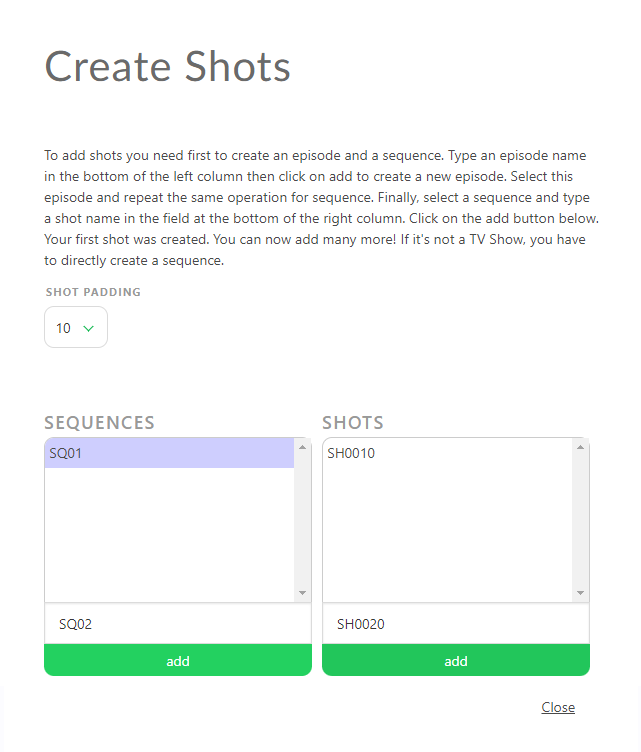 Create Shots
To add shots you need first to create an episode and a sequence. Type an episode name
in the bottom of the left column then click on add to create a new episode. Select this
episode and repeat the same operation for sequence. Finally, select a sequence and type
a shot name in the field at the bottom of the right column. Click on the add button below.
Your first shot was created. You can now add many more! If it's not a TV Show, you have
to directly create a sequence.
SHOT PADDING
10
SEQUENCES
SQ01
SQ02
add
SHOTS
SH0010
SH0020
add
Close